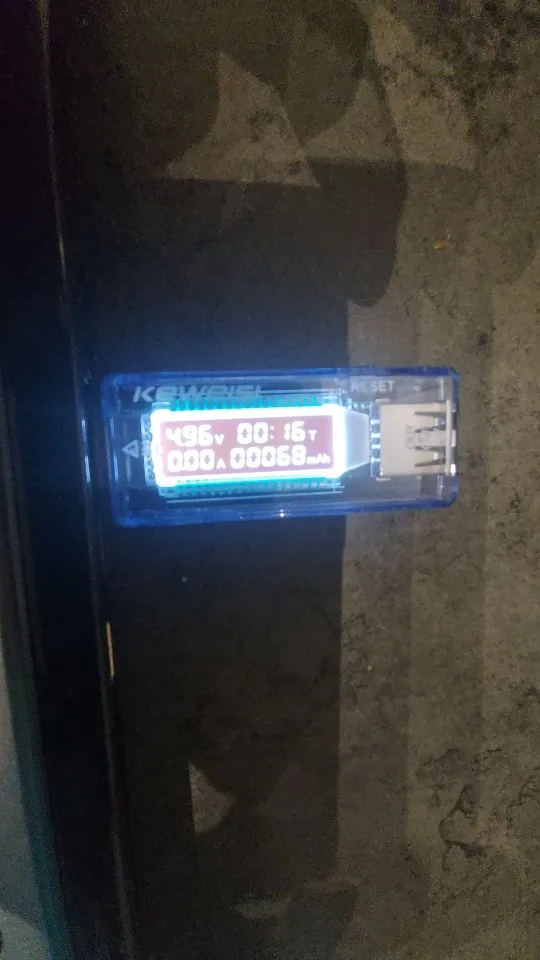 KEWEISI
RESET
4.96V 00:16T
0.00A 00068mAh